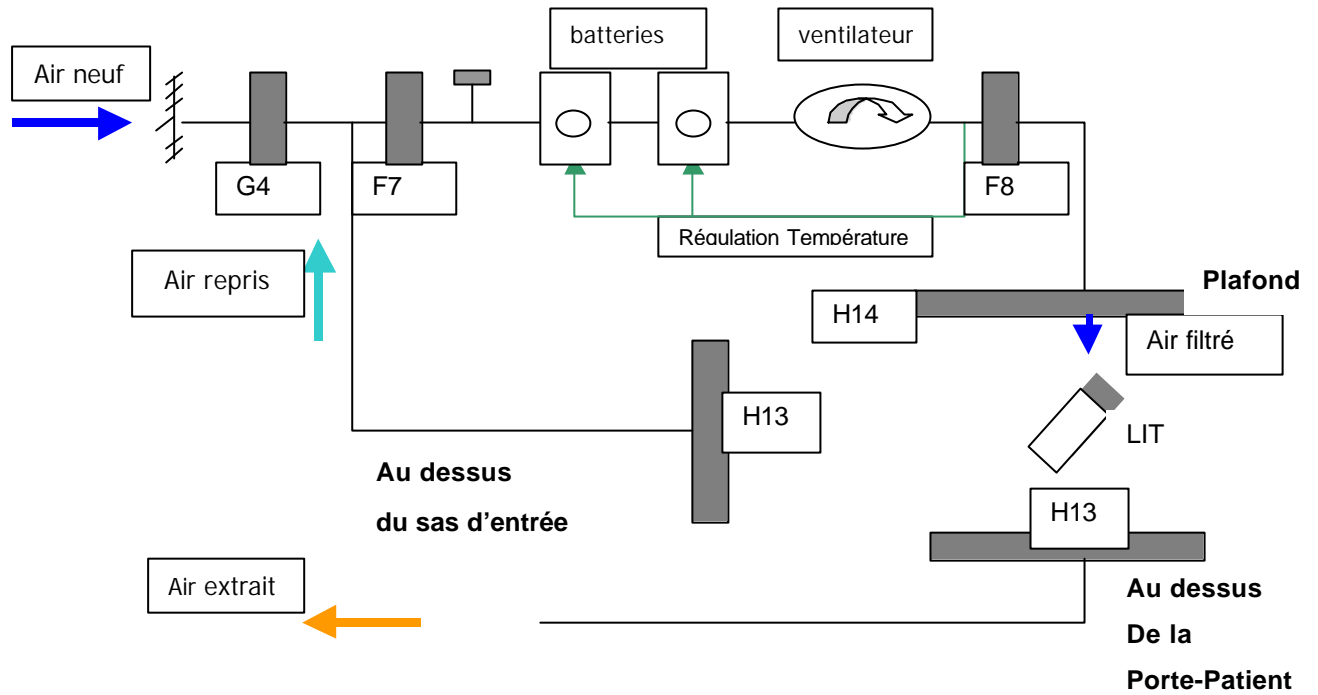 batteries
ventilateur
Air neuf
G4
F7
F8
Régulation Température
Air repris
Plafond
H14
Air filtré
H13
LIT
Au dessus
du sas d'entrée
H13
Air extrait
Au dessus
De la
Porte-Patient